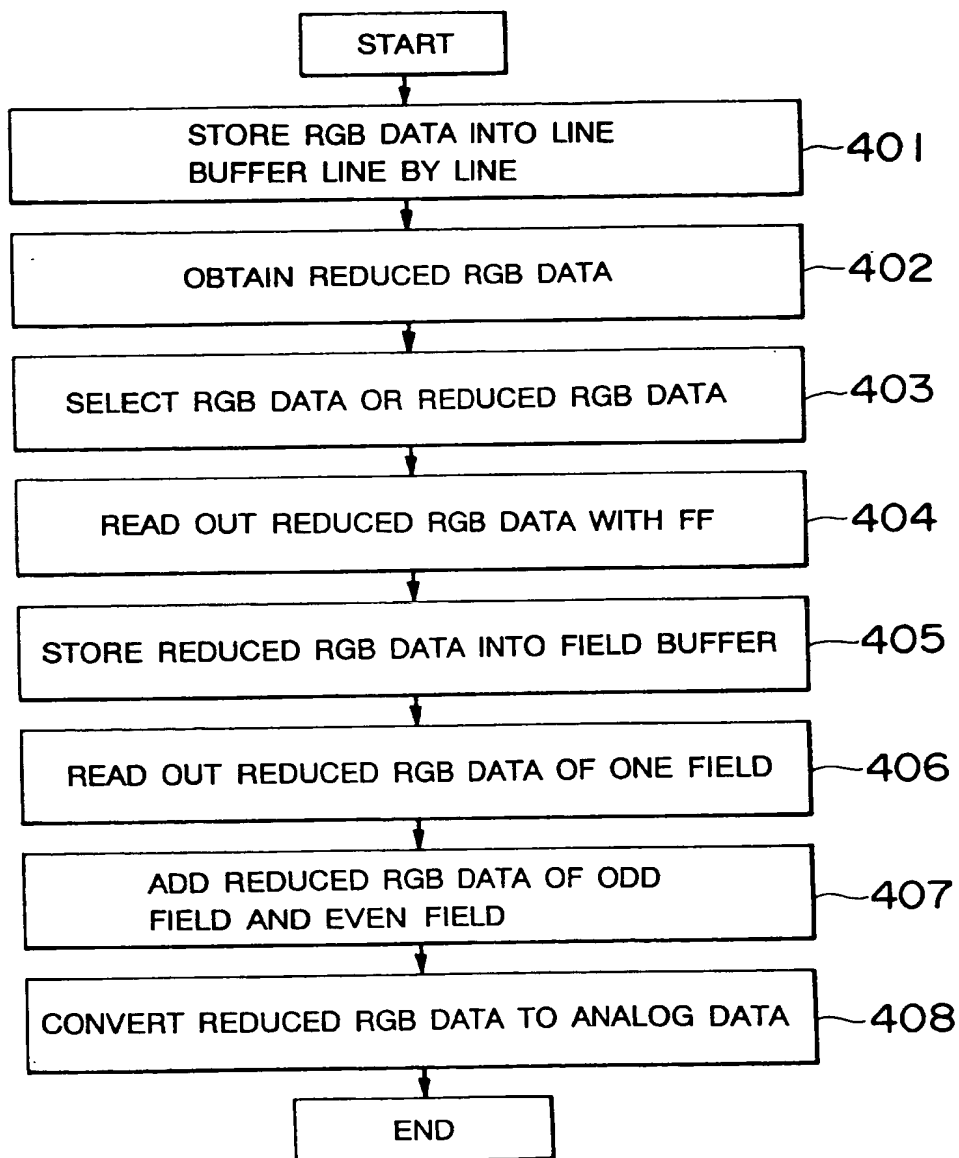 START
STORE RGB DATA INTO LINE
BUFFER LINE BY LINE
401
OBTAIN REDUCED RGB DATA
402
SELECT RGB DATA OR REDUCED RGB DATA
403
READ OUT REDUCED RGB DATA WITH FF
404
STORE REDUCED RGB DATA INTO FIELD BUFFER
405
READ OUT REDUCED RGB DATA OF ONE FIELD
406
ADD REDUCED RGB DATA OF ODD
FIELD AND EVEN FIELD
407
CONVERT REDUCED RGB DATA TO ANALOG DATA
408
END